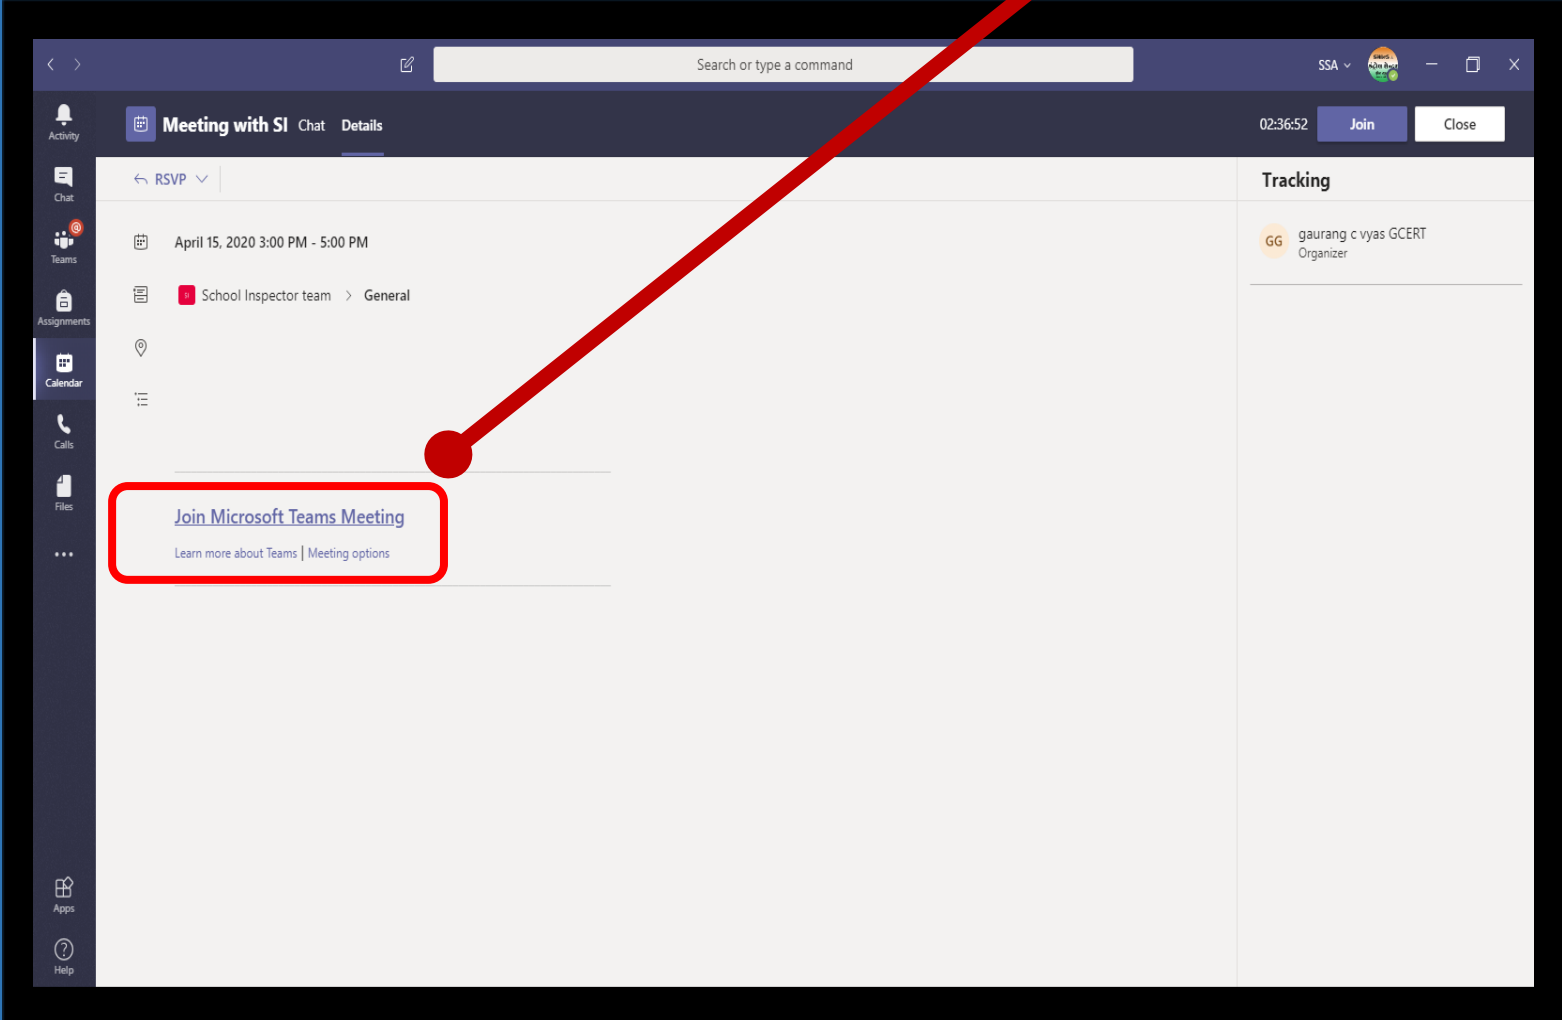 Search or type a command
SSA
Activity
Meeting with SI Chat Details
02:36:52 Join Close
Chat
RSVP
Tracking
@
Teams
April 15, 2020 3:00 PM - 5:00 PM
GG gaurang c vyas GCERT
Organizer
Assignments
SI School Inspector team > General
Calendar
Calls
Files
Join Microsoft Teams Meeting
Learn more about Teams | Meeting options
Apps
Help